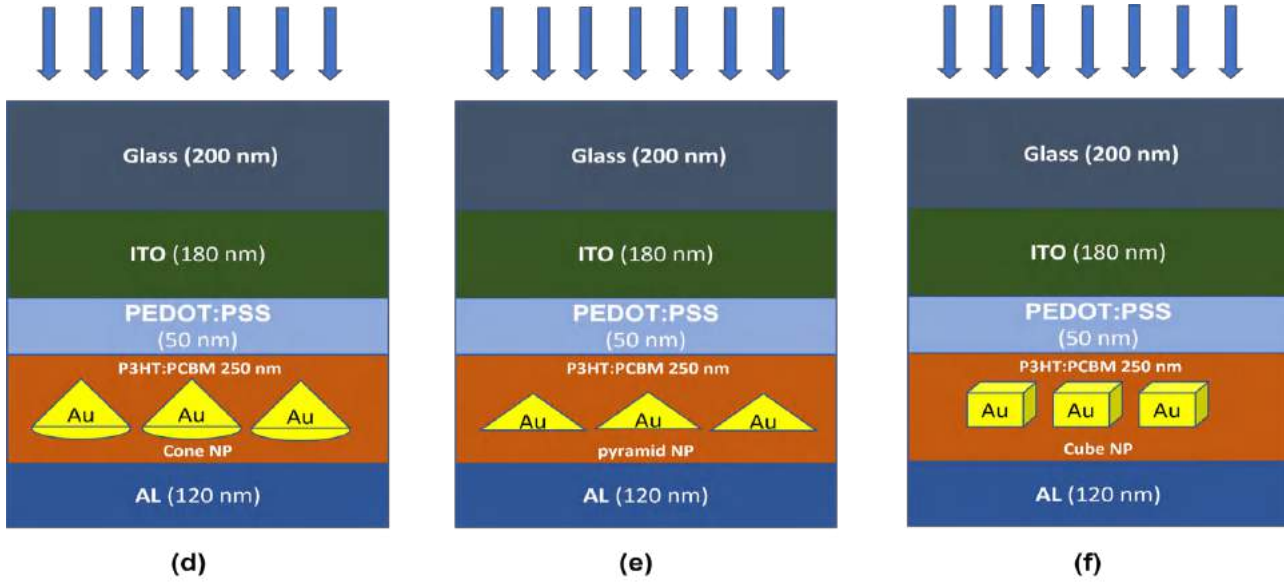 Glass (200 nm)
ITO (180 nm)
PEDOT:PSS
(50 nm)
P3HT:PCBM 250 nm
Au Au Au
Cone NP
AL (120 nm)
(d)
Glass (200 nm)
ITO (180 nm)
PEDOT:PSS
(50 nm)
P3HT:PCBM 250 nm
Au Au Au
pyramid NP
AL (120 nm)
(e)
Glass (200 nm)
ITO (180 nm)
PEDOT:PSS
(50 nm)
P3HT:PCBM 250 nm
Au Au Au
Cube NP
AL (120 nm)
(f)